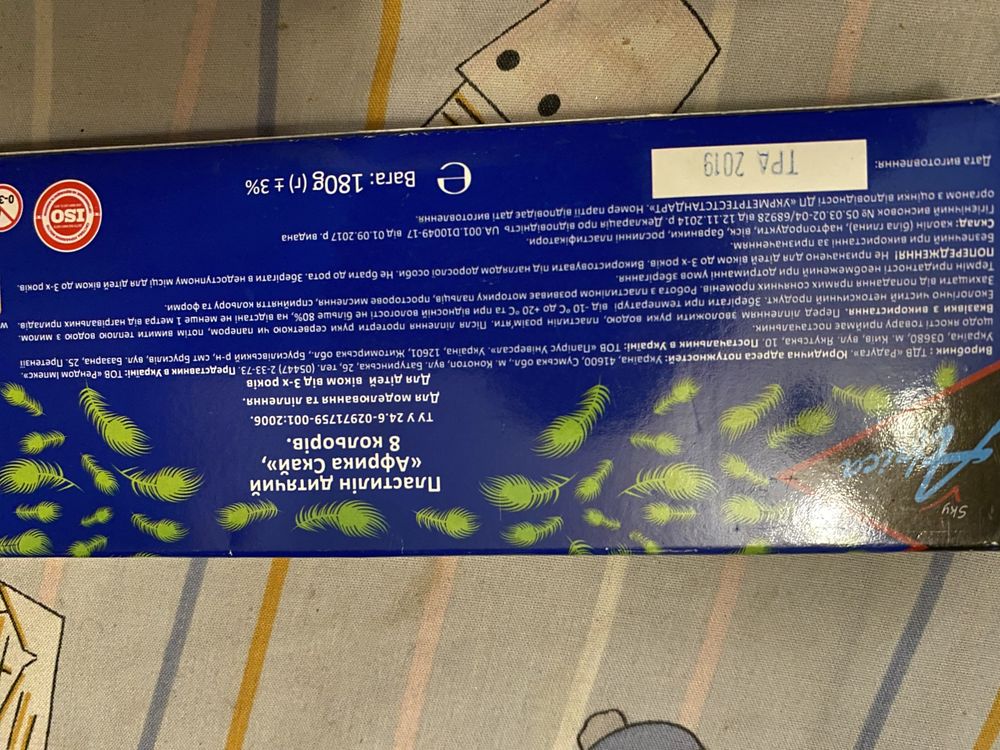 Sky
Africa
Пластилін дитячий
«Африка Скай»,
8 кольорів.
ТУ У 24.6-02971759-001:2006.
Для моделювання та ліплення.
Для дітей віком від 3-х років
Виробник : ТДВ «Радуга». Юридична адреса потужностей: Україна, 41600, Сумська обл., м. Конотоп, вул. Батуринська, 26, тел. (05447) 2-33-73. Представник в Україні: ТОВ «Рендом Імпекс».
Україна, 03680, м. Київ, вул. Якутська, 10. Постачальник в Україні: ТОВ «Папірус Універсал». Україна, 12601, Житомирська обл., Брусилівський р-н, смт Брусилів, вул. Базарна, 25. Претензії
щодо якості товару приймає постачальник.
Вказівки з використання. Перед ліпленням зволожити руки водою, пластилін розім'яти. Після ліплення протерти руки серветкою чи папером, потім вимити теплою водою з милом.
Екологічно чистий нетоксичний продукт. Зберігати при температурі від -10 °С до +20 °С та при відносній вологості не більше 80%, на відстані не менше 1 метра від нагрівальних приладів.
Захищати від попадання прямих сонячних променів. Робота з пластиліном розвиває моторику пальців, просторове мислення, сприйняття кольору та форми.
Термін придатності необмежений при дотриманні умов зберігання.
ПОПЕРЕДЖЕННЯ! Не призначено для дітей віком до 3-х років. Використовувати під наглядом дорослої особи. Не брати до рота. Зберігати в недоступному місці для дітей віком до 3-х років.
Безпечний при використанні за призначенням.
Склад: каолін (біла глина), нафтопродукти, віск, барвники, рослинні пластифікатори.
Гігієнічний висновок № 05.03.02-04/68928 від 12.11.2014 р. Декларація про відповідність UA.001.D10049-17 від 09.01.2017 р. видана
органом з оцінки відповідності ДП «УКРМЕТРТЕСТСТАНДАРТ». Номер партії відповідає даті виготовлення.
Дата виготовлення:
ТРА 2019
℮ Вага: 180g (г) ± 3%
ISO
0-3